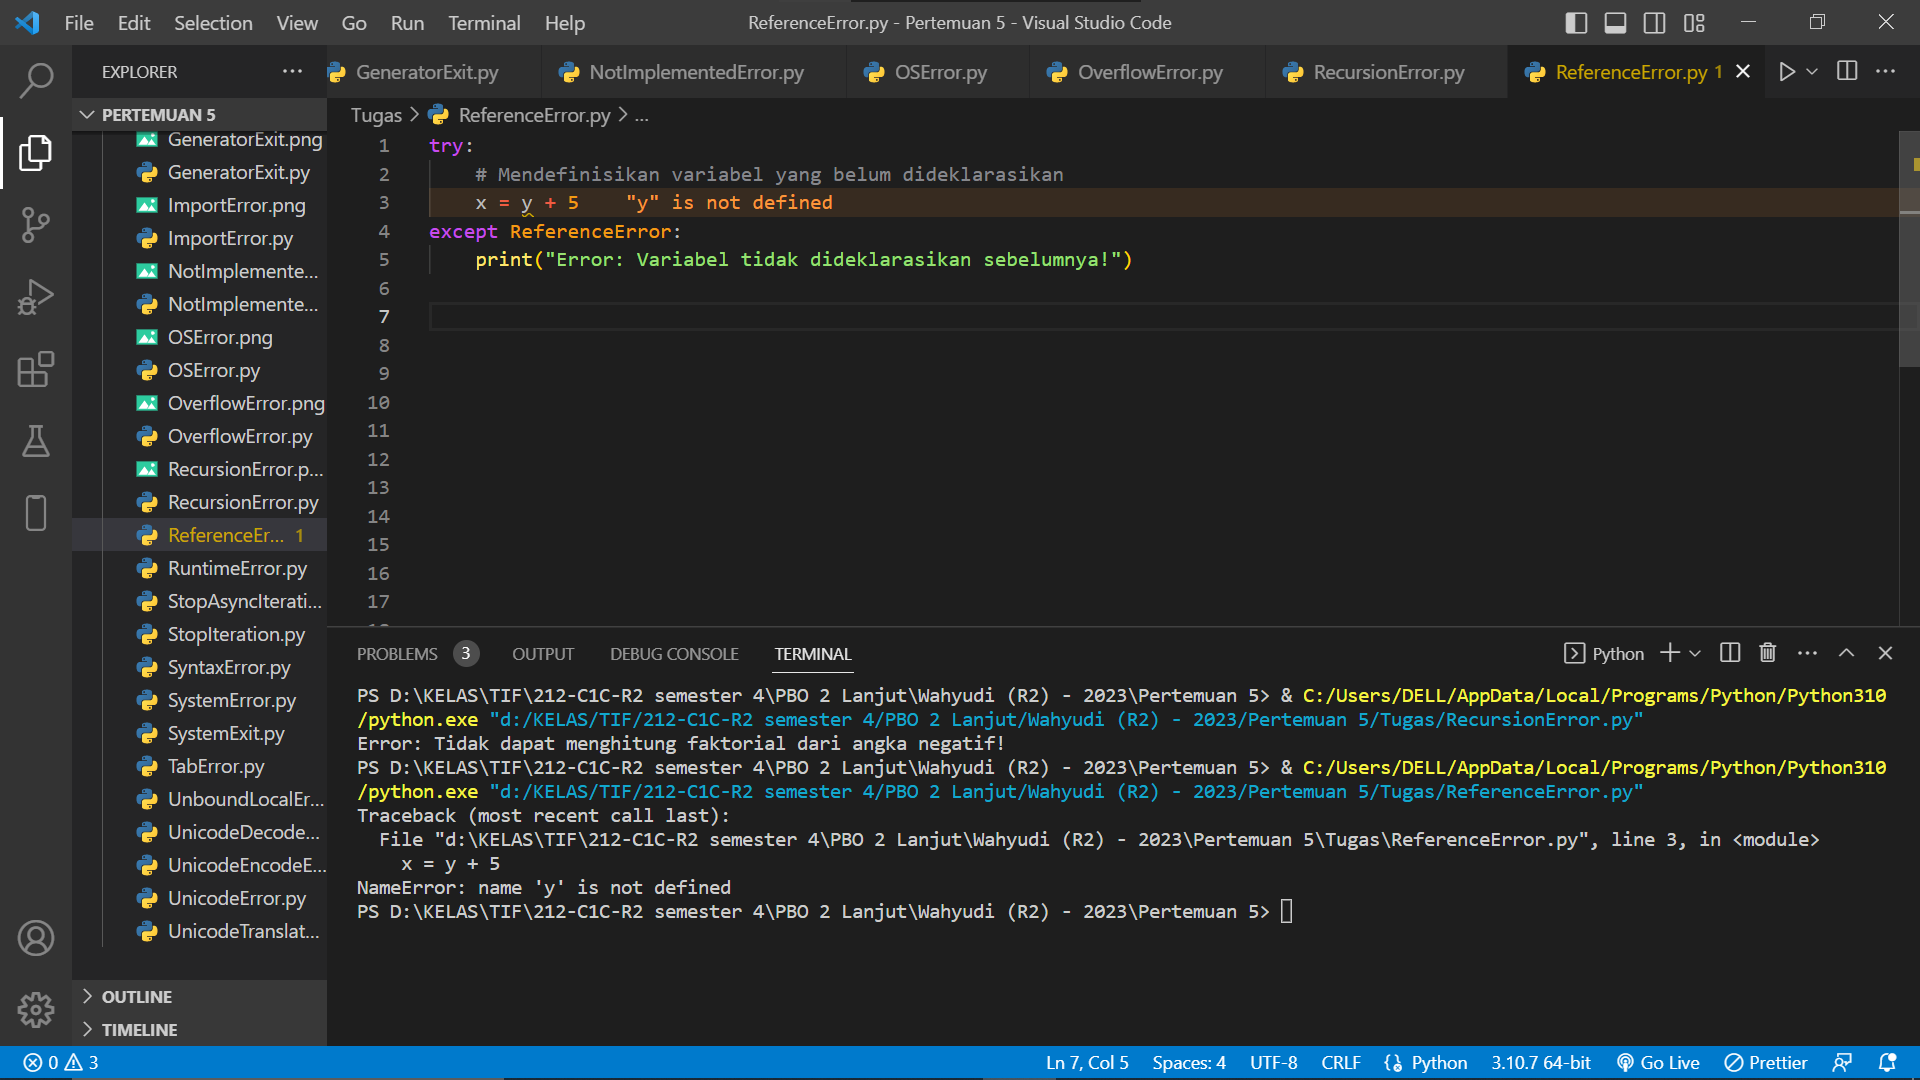 File Edit Selection View Go Run Terminal Help
ReferenceError.py - Pertemuan 5 - Visual Studio Code
EXPLORER
PERTEMUAN 5
GeneratorExit.png
GeneratorExit.py
ImportError.png
ImportError.py
NotImplemente...
NotImplemente...
OSError.png
OSError.py
OverflowError.png
OverflowError.py
RecursionError.p...
RecursionError.py
ReferenceEr... 1
RuntimeError.py
StopAsyncIterati...
StopIteration.py
SyntaxError.py
SystemError.py
SystemExit.py
TabError.py
UnboundLocalEr...
UnicodeDecode...
UnicodeEncodeE...
UnicodeError.py
UnicodeTranslat...
OUTLINE
TIMELINE
GeneratorExit.py NotImplementedError.py OSError.py OverflowError.py RecursionError.py ReferenceError.py 1
Tugas > ReferenceError.py > ...
1 try:
2 # Mendefinisikan variabel yang belum dideklarasikan
3 x = y + 5 "y" is not defined
4 except ReferenceError:
5 print("Error: Variabel tidak dideklarasikan sebelumnya!")
6
7
8
9
10
11
12
13
14
15
16
17
PROBLEMS 3 OUTPUT DEBUG CONSOLE TERMINAL
Python
PS D:\KELAS\TIF\212-C1C-R2 semester 4\PBO 2 Lanjut\Wahyudi (R2) - 2023\Pertemuan 5> & C:/Users/DELL/AppData/Local/Programs/Python/Python310
/python.exe "d:/KELAS/TIF/212-C1C-R2 semester 4/PBO 2 Lanjut/Wahyudi (R2) - 2023/Pertemuan 5/Tugas/RecursionError.py"
Error: Tidak dapat menghitung faktorial dari angka negatif!
PS D:\KELAS\TIF\212-C1C-R2 semester 4\PBO 2 Lanjut\Wahyudi (R2) - 2023\Pertemuan 5> & C:/Users/DELL/AppData/Local/Programs/Python/Python310
/python.exe "d:/KELAS/TIF/212-C1C-R2 semester 4/PBO 2 Lanjut/Wahyudi (R2) - 2023/Pertemuan 5/Tugas/ReferenceError.py"
Traceback (most recent call last):
File "d:\KELAS\TIF\212-C1C-R2 semester 4\PBO 2 Lanjut\Wahyudi (R2) - 2023\Pertemuan 5\Tugas\ReferenceError.py", line 3, in <module>
x = y + 5
NameError: name 'y' is not defined
PS D:\KELAS\TIF\212-C1C-R2 semester 4\PBO 2 Lanjut\Wahyudi (R2) - 2023\Pertemuan 5>
0 3 Ln 7, Col 5 Spaces: 4 UTF-8 CRLF Python 3.10.7 64-bit Go Live Prettier